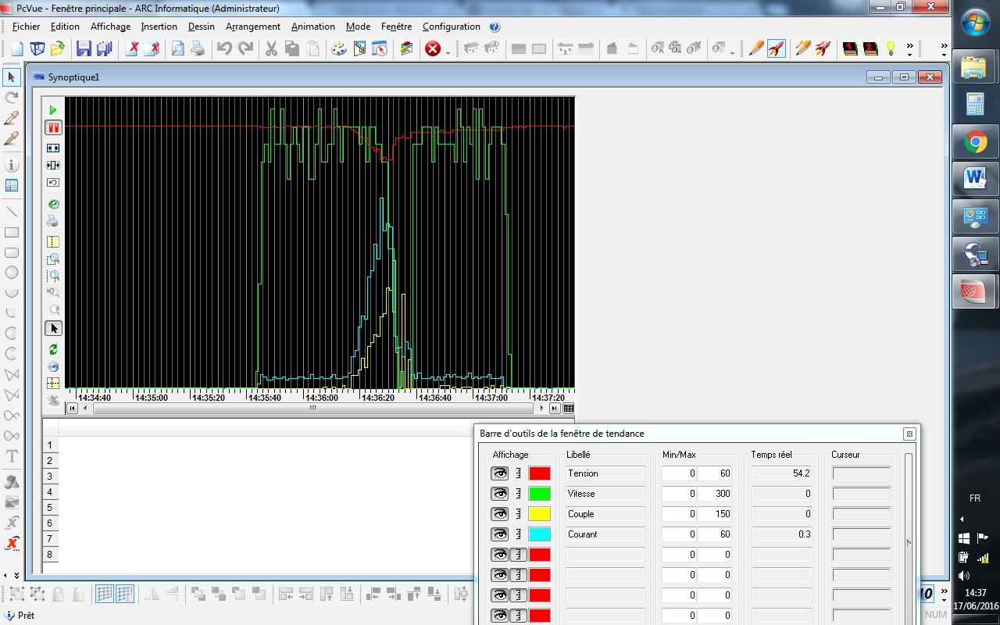 PcVue - Fenêtre principale - ARC Informatique (Administrateur)
Fichier Edition Affichage Insertion Dessin Arrangement Animation Mode Fenêtre Configuration
Synoptique1
14:34:40 14:35:00 14:35:20 14:35:40 14:36:00 14:36:20 14:36:40 14:37:00 14:37:20
1
2
3
4
5
6
7
8
Barre d'outils de la fenêtre de tendance
Affichage Libellé Min/Max Temps réel Curseur
Tension 0 60 54.2
Vitesse 0 300 0
Couple 0 150 0
Courant 0 60 0.3
0 0
0 0
0 0
0 0
Prêt
NUM
FR
14:37
17/06/2016